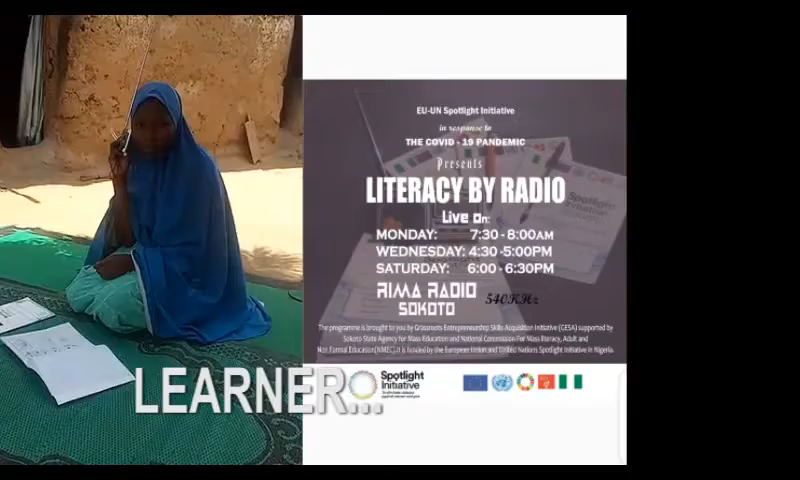 EU-UN Spotlight Initiative
in response to
THE COVID - 19 PANDEMIC
Presents
LITERACY BY RADIO
Live On:
MONDAY: 7:30 - 8:00AM
WEDNESDAY: 4:30 - 5:00PM
SATURDAY: 6:00 - 6:30PM
RIMA RADIO 540KHz
SOKOTO
The programme is brought to you by Grassroots Entrepreneurship Skills Acquisition Initiative (GESA) supported by
Sokoto State Agency for Mass Education and National Commission For Mass literacy, Adult and
Non Formal Education(NMEC).It is funded by the European Union and United Nations Spotlight Initiative in Nigeria.
Spotlight
Initiative
LEARNER...